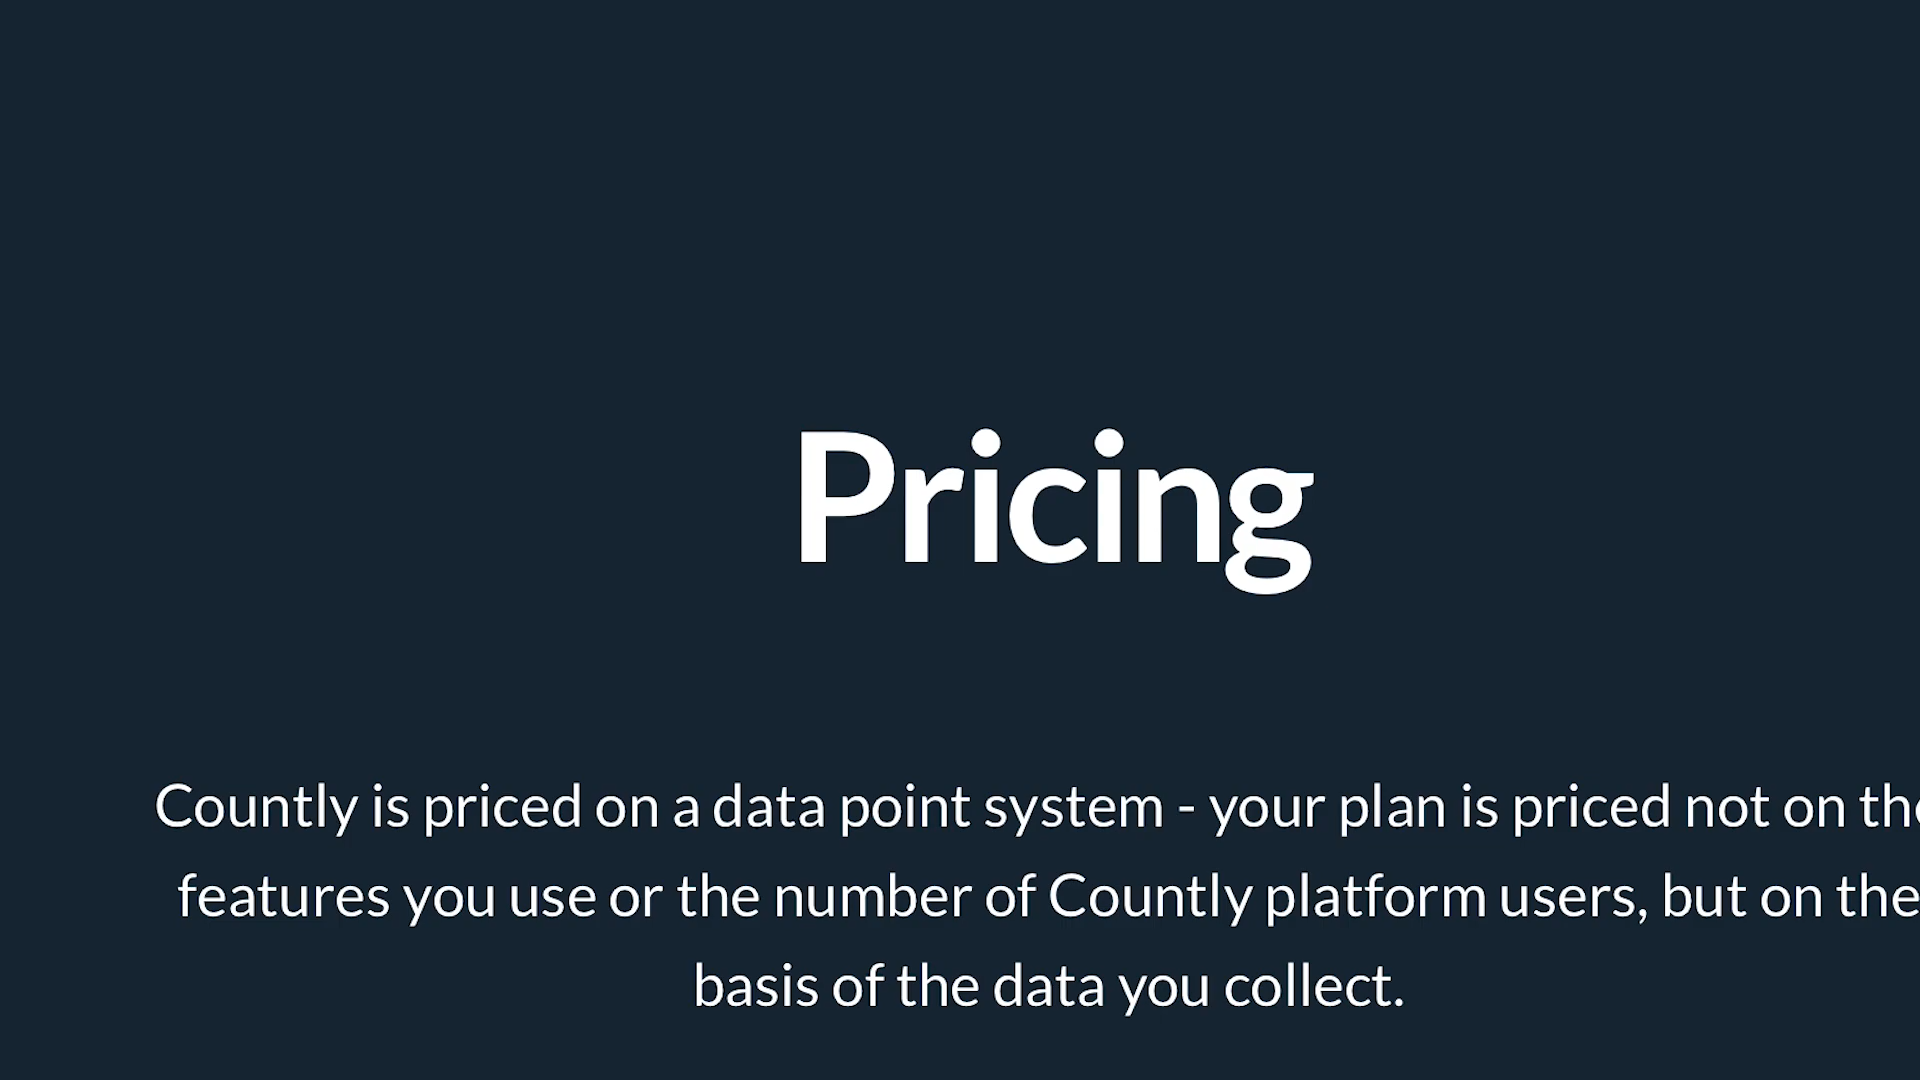 Pricing
Countly is priced on a data point system - your plan is priced not on the
features you use or the number of Countly platform users, but on the
basis of the data you collect.